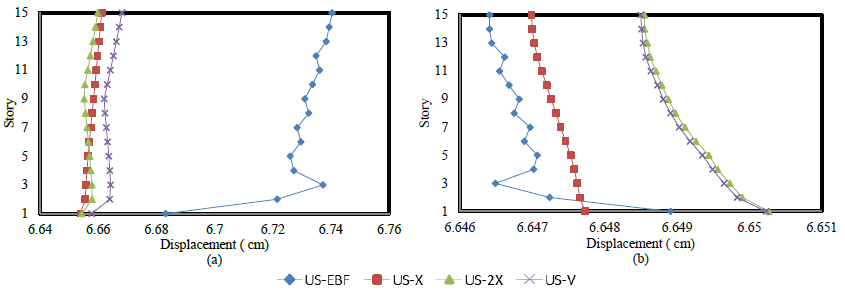 15
13
11
9
7
5
3
1
Story
6.64 6.66 6.68 6.7 6.72 6.74 6.76
Displacement ( cm)
(a)
15
13
11
9
7
5
3
1
Story
6.646 6.647 6.648 6.649 6.65 6.651
Displacement (cm)
(b)
US-EBF US-X US-2X US-V